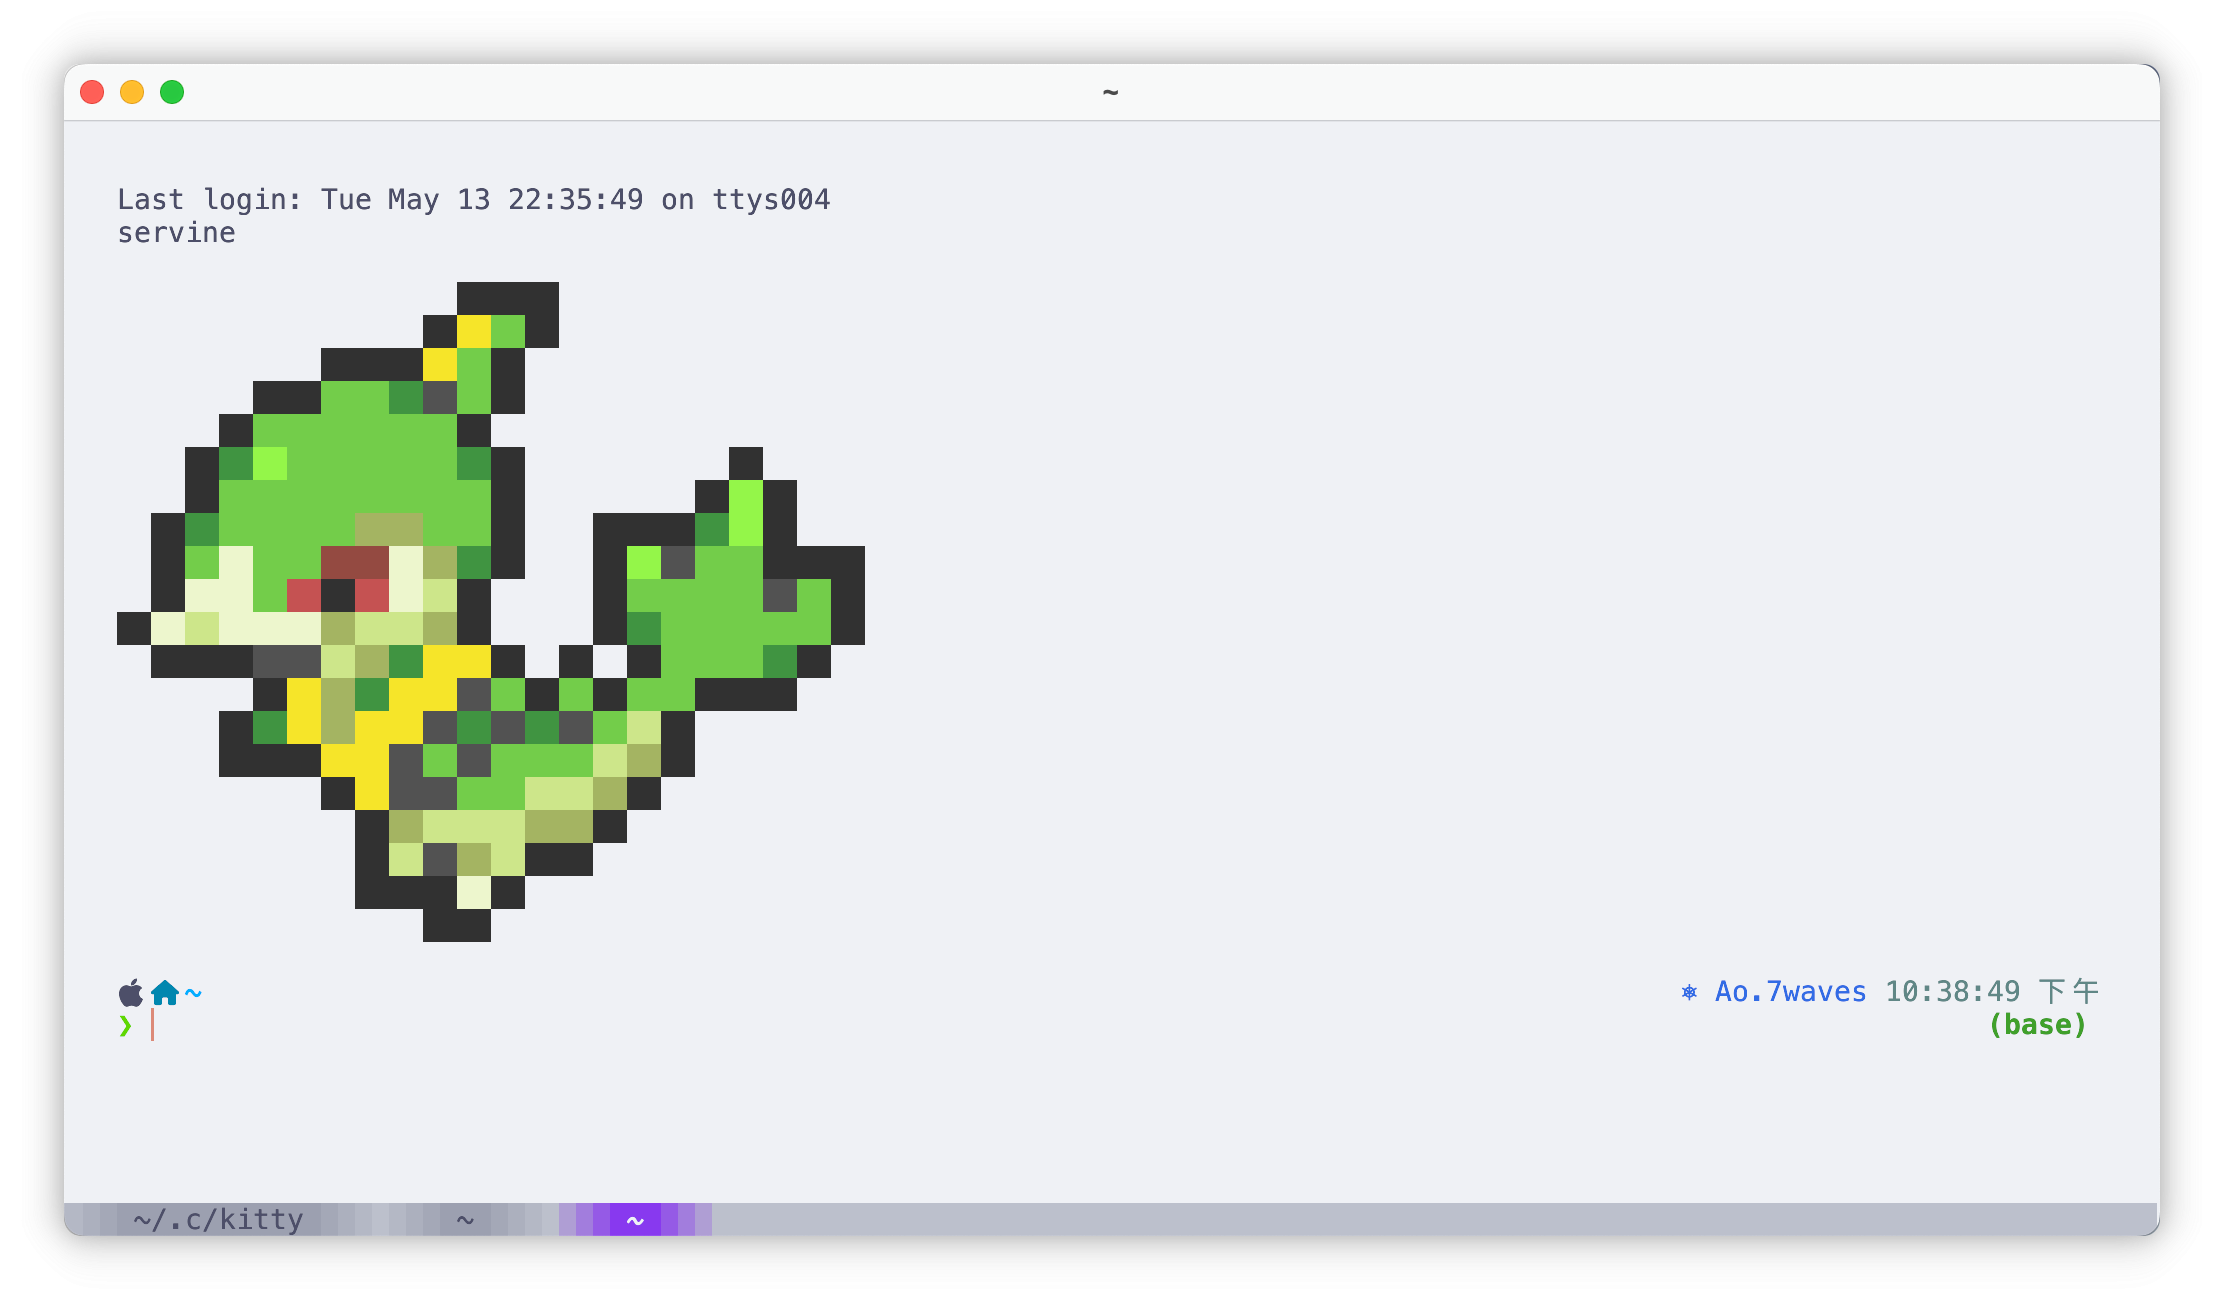 ~
Last login: Tue May 13 22:35:49 on ttys004
servine
~ ⎈ Ao.7waves 10:38:49 下午
❯ (base)
~/.c/kitty ~ ~